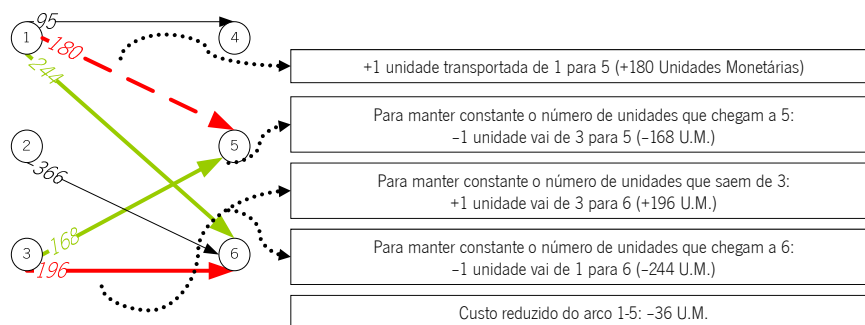 1
95
4
180
244
+1 unidade transportada de 1 para 5 (+180 Unidades Monetárias)
Para manter constante o número de unidades que chegam a 5:
–1 unidade vai de 3 para 5 (–168 U.M.)
2
366
5
Para manter constante o número de unidades que saem de 3:
+1 unidade vai de 3 para 6 (+196 U.M.)
3
168
196
6
Para manter constante o número de unidades que chegam a 6:
–1 unidade vai de 1 para 6 (–244 U.M.)
Custo reduzido do arco 1-5: –36 U.M.